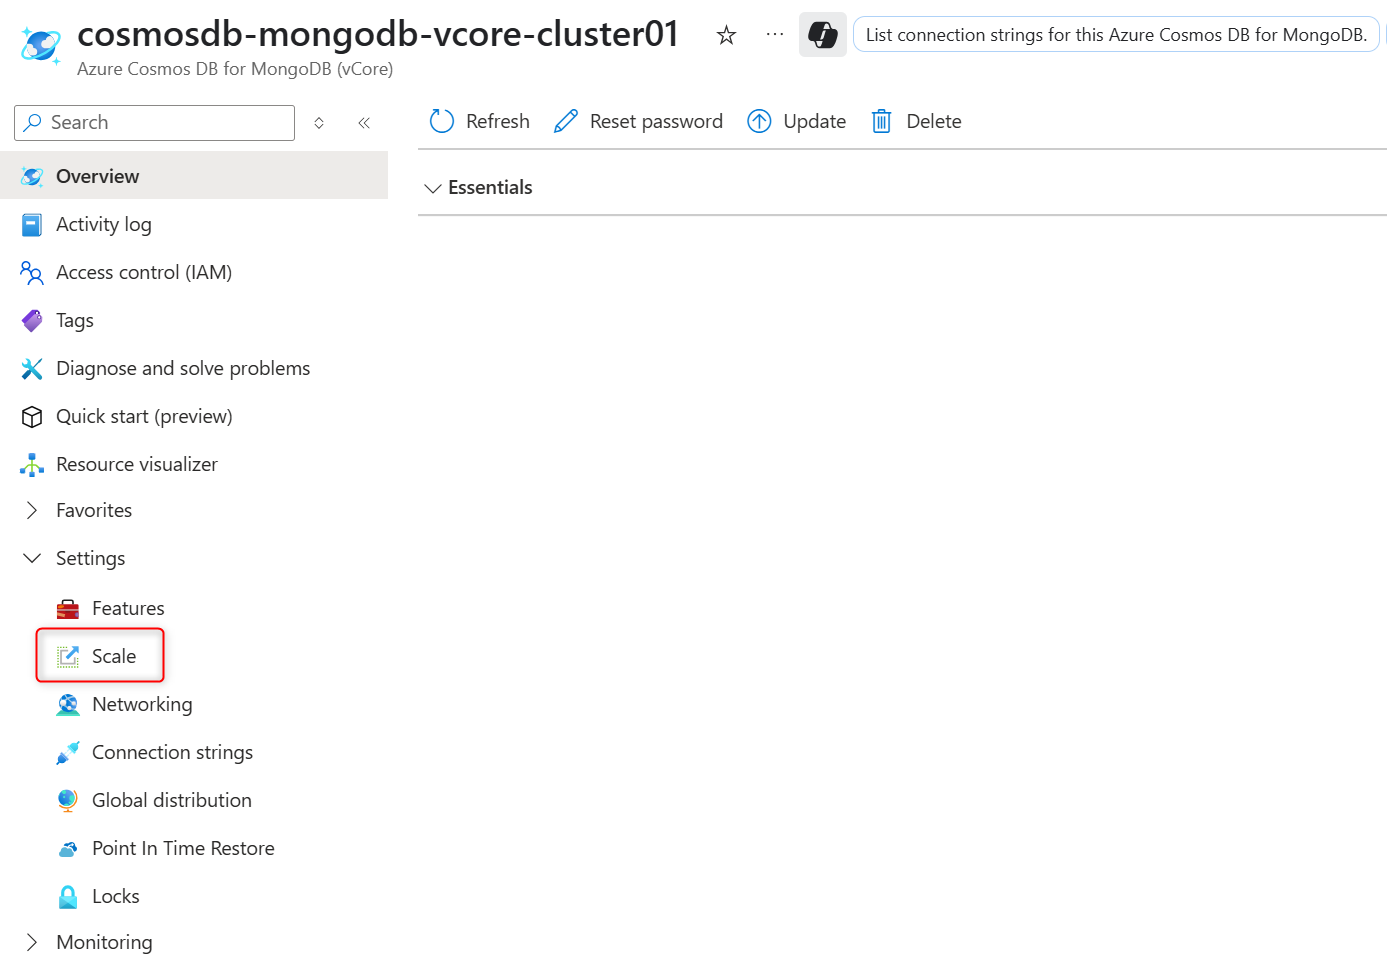 cosmosdb-mongodb-vcore-cluster01
List connection strings for this Azure Cosmos DB for MongoDB.
Azure Cosmos DB for MongoDB (vCore)
Search
Refresh
Reset password
Update
Delete
Overview
Essentials
Activity log
Access control (IAM)
Tags
Diagnose and solve problems
Quick start (preview)
Resource visualizer
Favorites
Settings
Features
Scale
Networking
Connection strings
Global distribution
Point In Time Restore
Locks
Monitoring